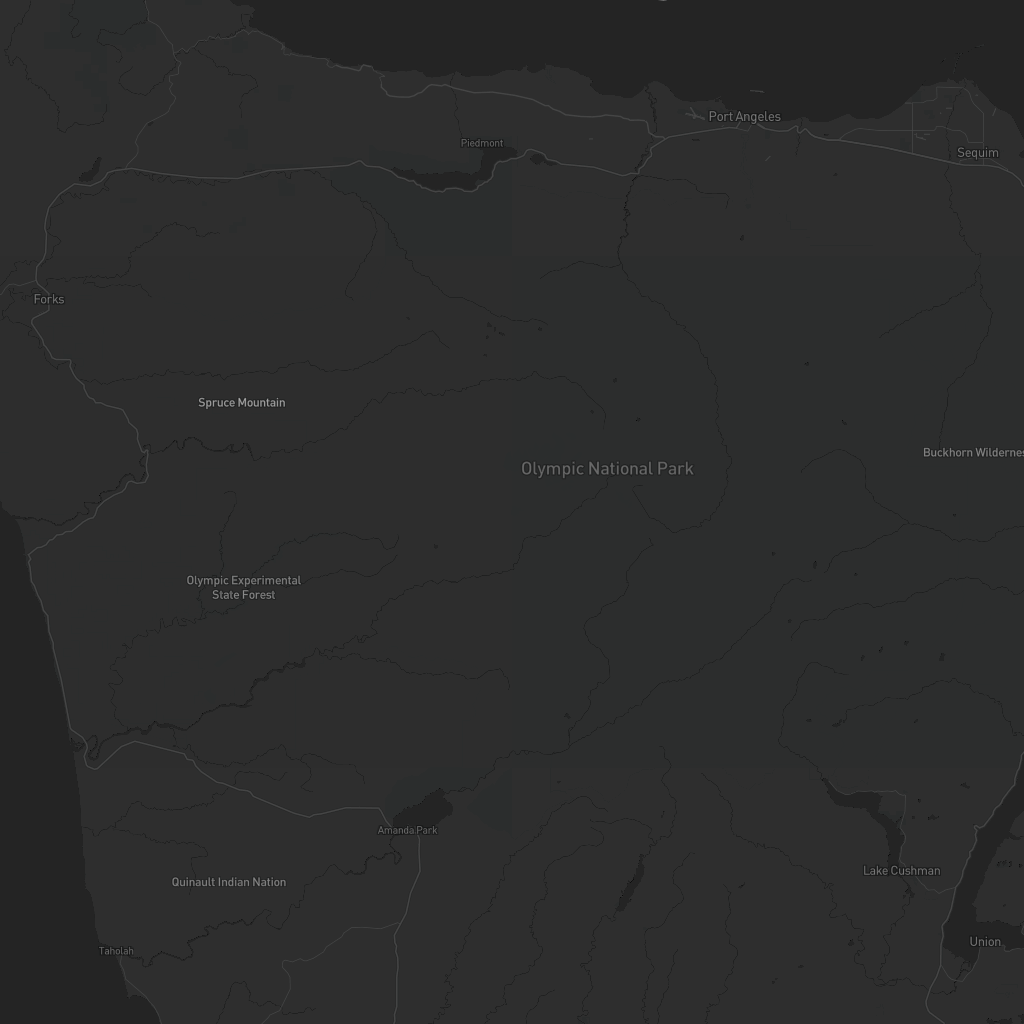 Port Angeles
Piedmont
Sequim
Forks
Spruce Mountain
Buckhorn Wildernes
Olympic National Park
Olympic Experimental
State Forest
Amanda Park
Lake Cushman
Quinault Indian Nation
Union
Taholah